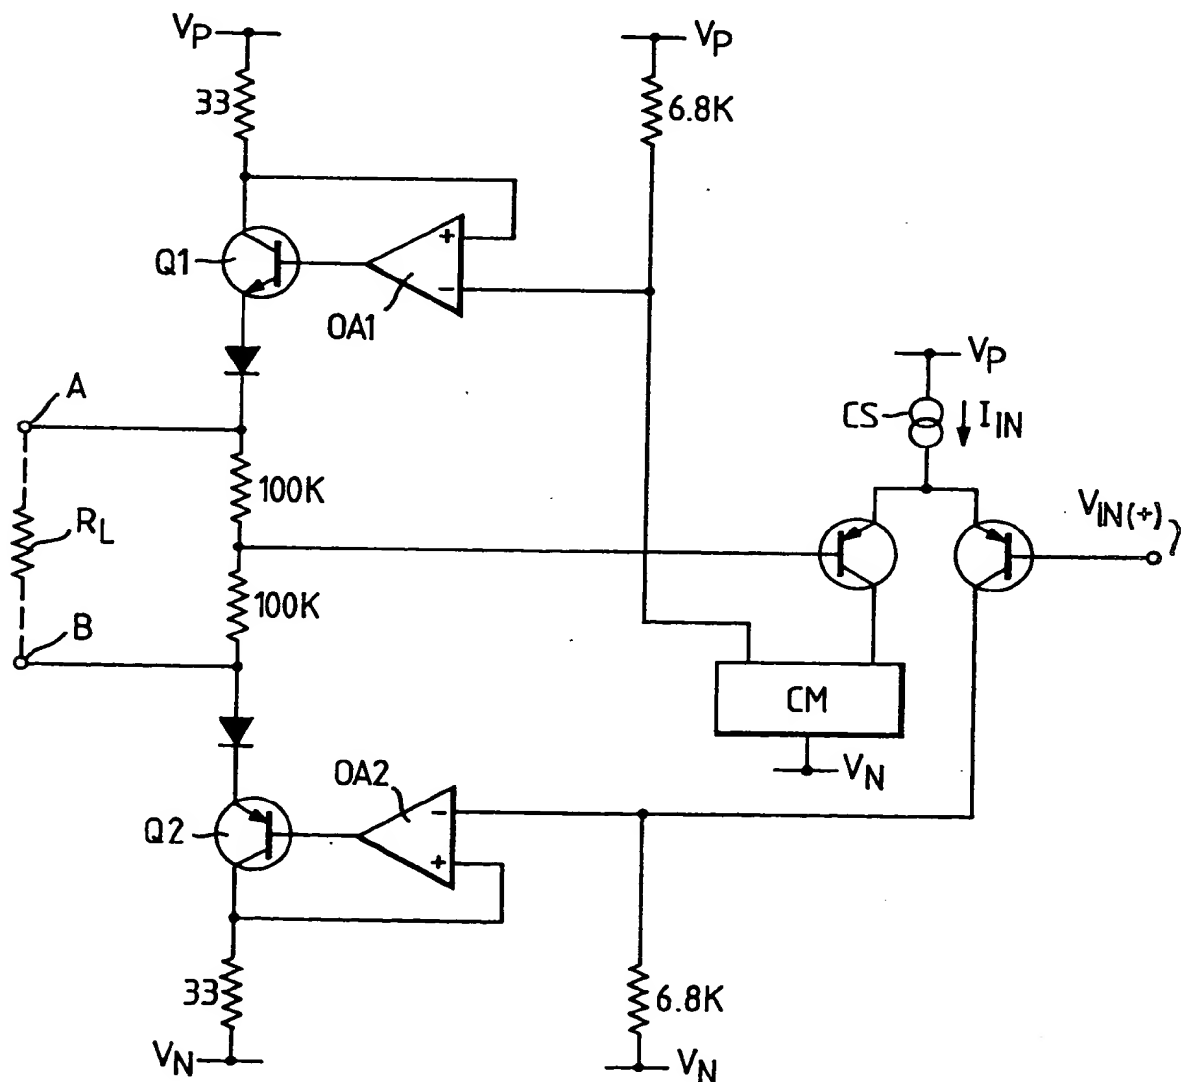 VP
VP
33
6.8K
+
Q1
-
OA1
VP
A
CS
IIN
100K
VIN(+)
RL
100K
B
CM
OA2
VN
-
Q2
+
33
6.8K
VN
VN